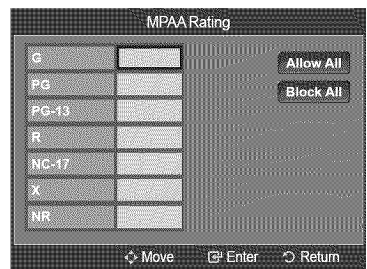 MPAA Rating
G
Allow All
PG
Block All
PG-13
R
NC-17
X
NR
Move Enter Return